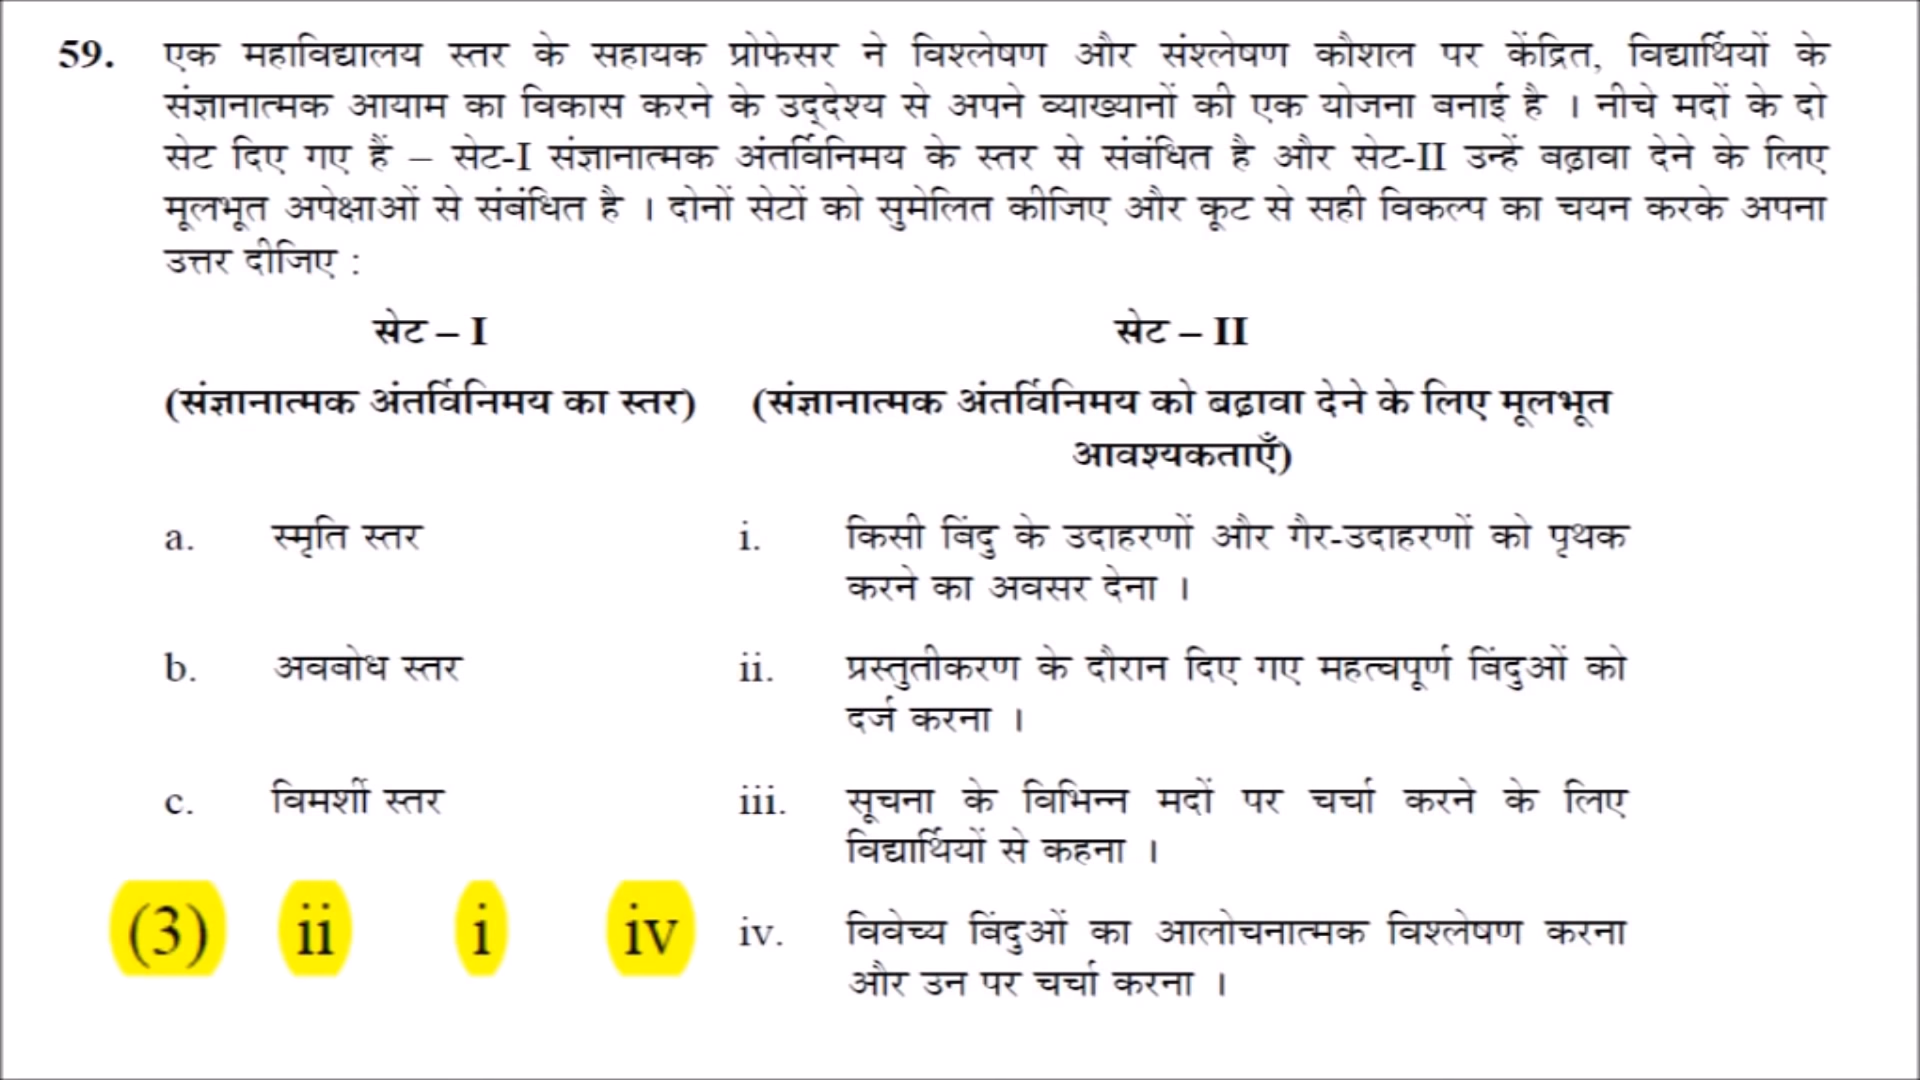 59. एक महाविद्यालय स्तर के सहायक प्रोफेसर ने विश्लेषण और संश्लेषण कौशल पर केंद्रित, विद्यार्थियों के
संज्ञानात्मक आयाम का विकास करने के उद्देश्य से अपने व्याख्यानों की एक योजना बनाई है । नीचे मदों के दो
सेट दिए गए हैं – सेट-I संज्ञानात्मक अंतर्विनिमय के स्तर से संबंधित है और सेट-II उन्हें बढ़ावा देने के लिए
मूलभूत अपेक्षाओं से संबंधित है । दोनों सेटों को सुमेलित कीजिए और कूट से सही विकल्प का चयन करके अपना
उत्तर दीजिए :
सेट – I सेट – II
(संज्ञानात्मक अंतर्विनिमय का स्तर) (संज्ञानात्मक अंतर्विनिमय को बढ़ावा देने के लिए मूलभूत
आवश्यकताएँ)
a. स्मृति स्तर i. किसी बिंदु के उदाहरणों और गैर-उदाहरणों को पृथक
करने का अवसर देना ।
b. अवबोध स्तर ii. प्रस्तुतीकरण के दौरान दिए गए महत्वपूर्ण बिंदुओं को
दर्ज करना ।
c. विमर्शी स्तर iii. सूचना के विभिन्न मदों पर चर्चा करने के लिए
विद्यार्थियों से कहना ।
(3) ii i iv iv. विवेच्य बिंदुओं का आलोचनात्मक विश्लेषण करना
और उन पर चर्चा करना ।